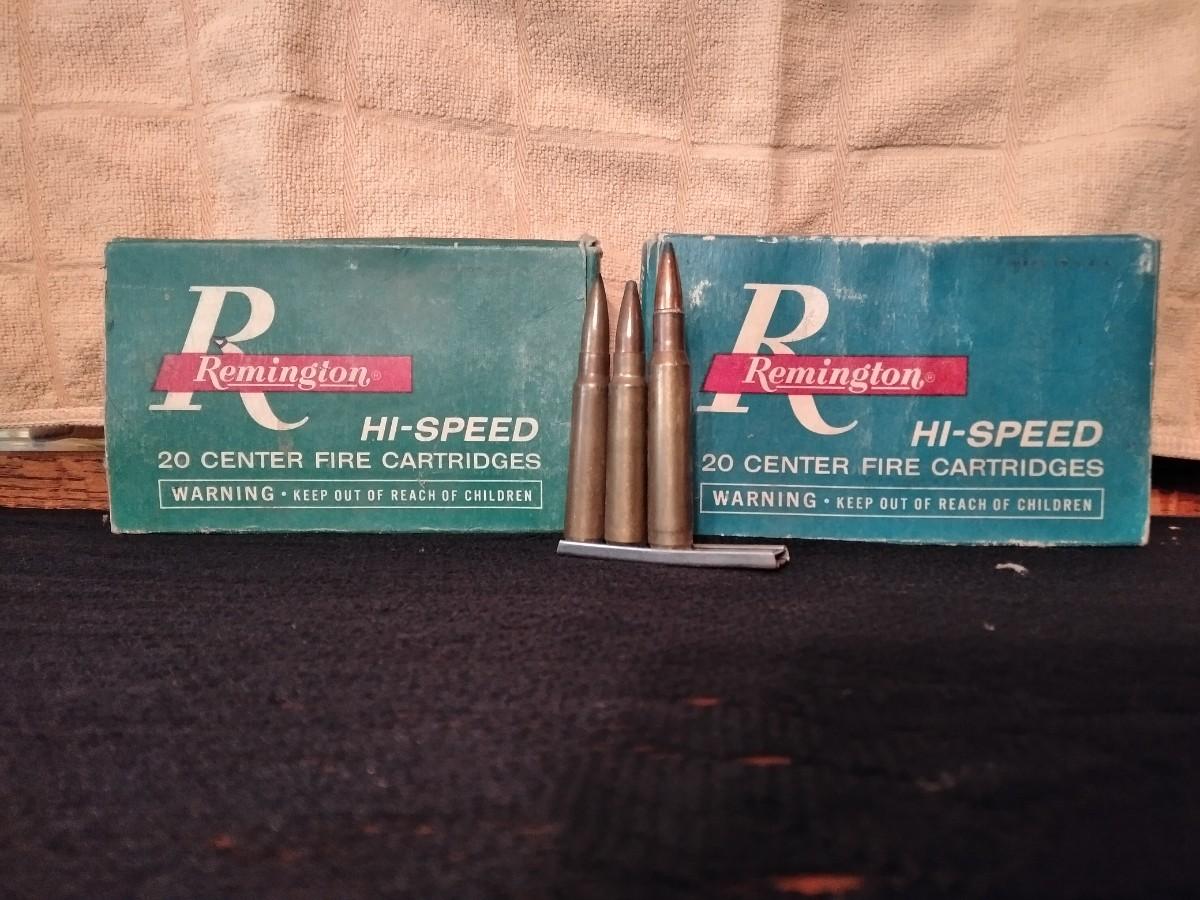 R
Remington®
HI-SPEED
20 CENTER FIRE CARTRIDGES
WARNING • KEEP OUT OF REACH OF CHILDREN
R
Remington®
HI-SPEED
20 CENTER FIRE CARTRIDGES
WARNING • KEEP OUT OF REACH OF CHILDREN